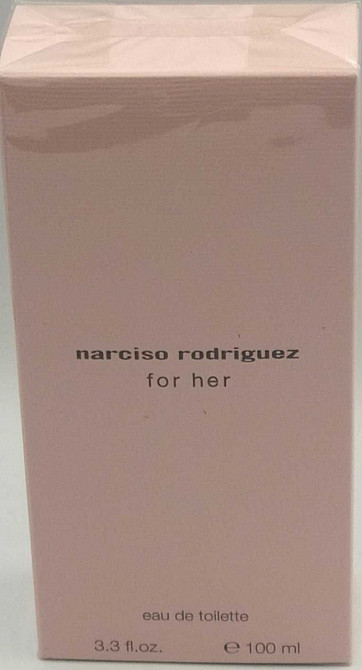 narciso rodriguez
for her
eau de toilette
3.3 fl.oz. ℮ 100 ml